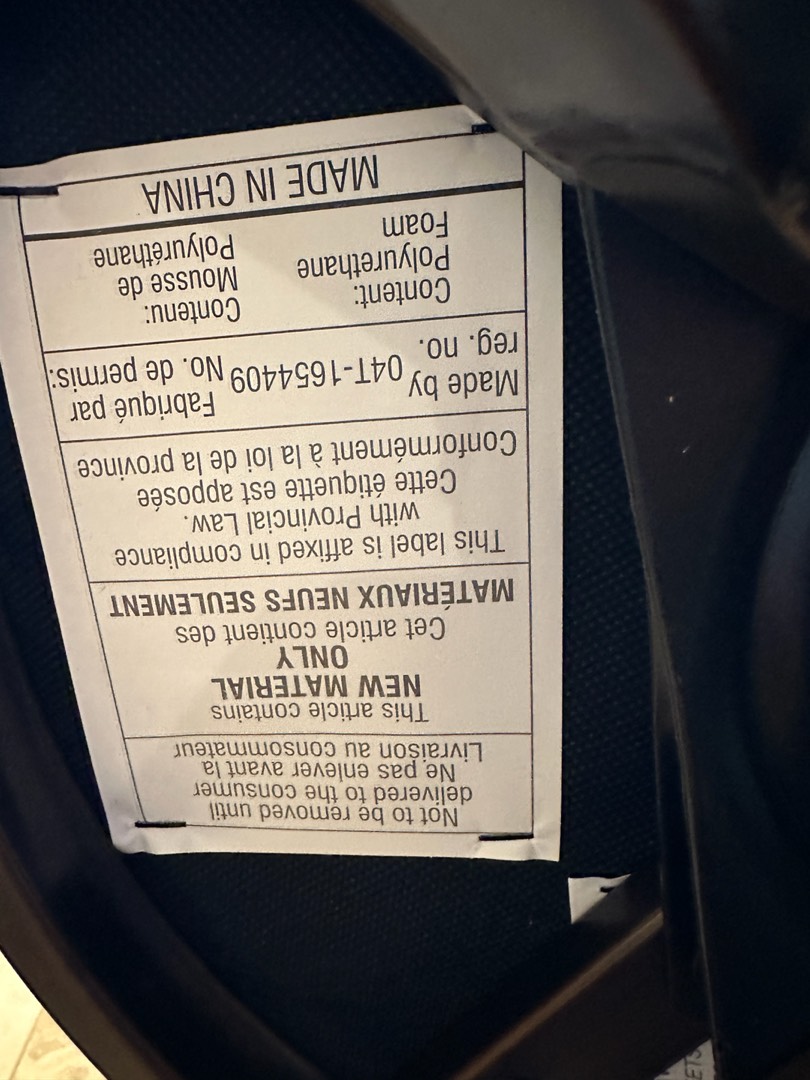 Not to be removed until
delivered to the consumer
Ne pas enlever avant la
Livraison au consommateur
This article contains
NEW MATERIAL
ONLY
Cet article contient des
MATÉRIAUX NEUFS SEULEMENT
This label is affixed in compliance
with Provincial Law.
Cette étiquette est apposée
Conformément à la loi de la province
Made by reg. no. 04T-1654409 Fabriqué par No. de permis:
Content:
Polyurethane
Foam
Contenu:
Mousse de
Polyuréthane
MADE IN CHINA